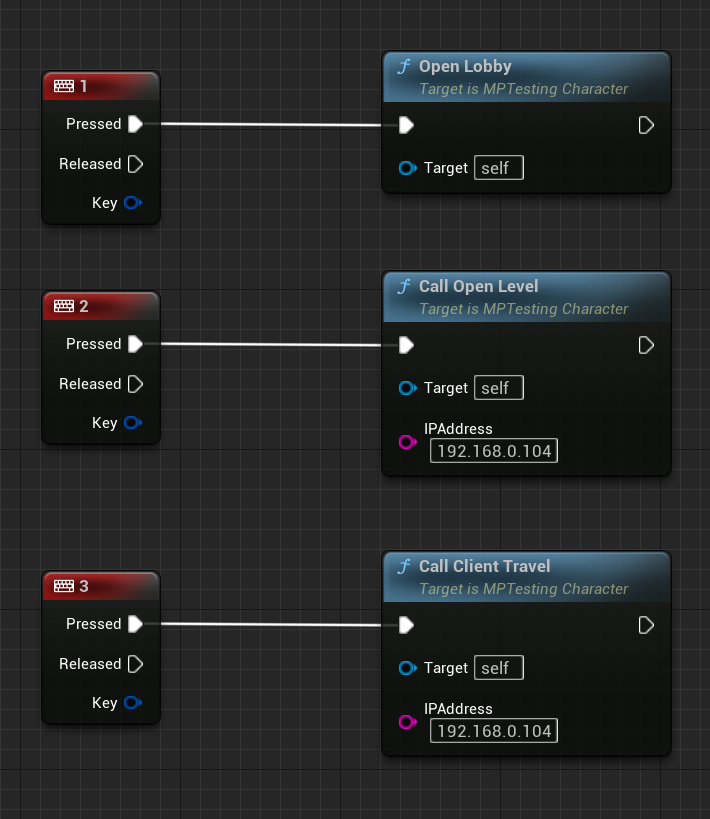 1
Pressed
Released
Key
f Open Lobby
Target is MPTesting Character
Target self
2
Pressed
Released
Key
f Call Open Level
Target is MPTesting Character
Target self
IPAddress
192.168.0.104
3
Pressed
Released
Key
f Call Client Travel
Target is MPTesting Character
Target self
IPAddress
192.168.0.104